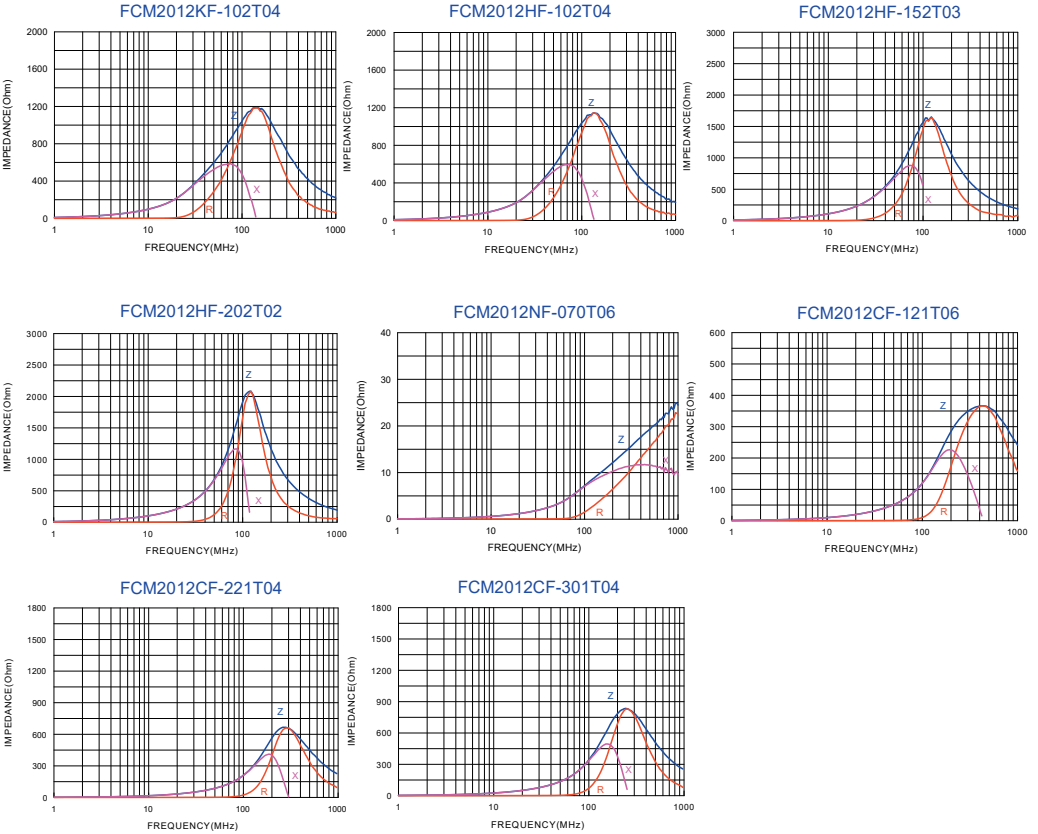 FCM2012KF-102T04
2000
1600
1200
800
400
0
IMPEDANCE(Ohm)
Z
R
X
1 10 100 1000
FREQUENCY(MHz)
FCM2012HF-102T04
2000
1600
1200
800
400
0
IMPEDANCE(Ohm)
Z
R
X
1 10 100 1000
FREQUENCY(MHz)
FCM2012HF-152T03
3000
2500
2000
1500
1000
500
0
IMPEDANCE(Ohm)
Z
R
X
1 10 100 1000
FREQUENCY(MHz)
FCM2012HF-202T02
3000
2500
2000
1500
1000
500
0
IMPEDANCE(Ohm)
Z
R
X
1 10 100 1000
FREQUENCY(MHz)
FCM2012NF-070T06
40
30
20
10
0
IMPEDANCE(Ohm)
Z
X
R
1 10 100 1000
FREQUENCY(MHz)
FCM2012CF-121T06
600
500
400
300
200
100
0
IMPEDANCE(Ohm)
Z
X
R
1 10 100 1000
FREQUENCY(MHz)
FCM2012CF-221T04
1800
1500
1200
900
600
300
0
IMPEDANCE(Ohm)
Z
X
R
1 10 100 1000
FREQUENCY(MHz)
FCM2012CF-301T04
1800
1500
1200
900
600
300
0
IMPEDANCE(Ohm)
Z
X
R
1 10 100 1000
FREQUENCY(MHz)